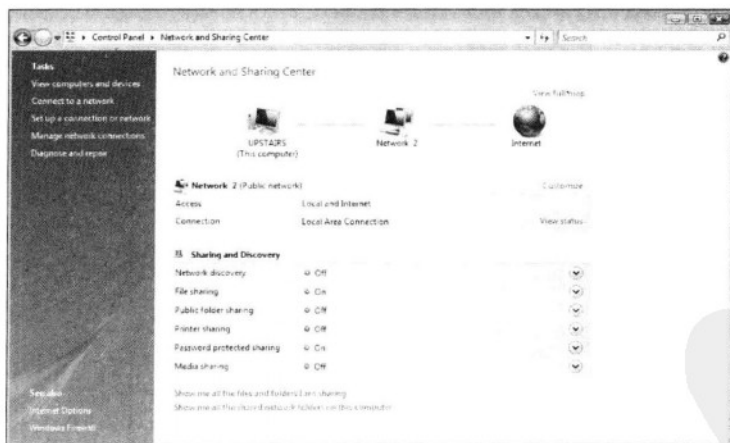 Control Panel ▸ Network and Sharing Center
Search
Tasks
View computers and devices
Connect to a network
Set up a connection or network
Manage network connections
Diagnose and repair
See also
Internet Options
Windows Firewall
Network and Sharing Center
View full map
UPSTAIRS
(This computer)
Network 2
Internet
Network 2 (Public network)
Customize
Access Local and Internet
Connection Local Area Connection View status
Sharing and Discovery
Network discovery Off
File sharing On
Public folder sharing Off
Printer sharing Off
Password protected sharing On
Media sharing Off
Show me all the files and folders I am sharing
Show me all the shared network folders on this computer